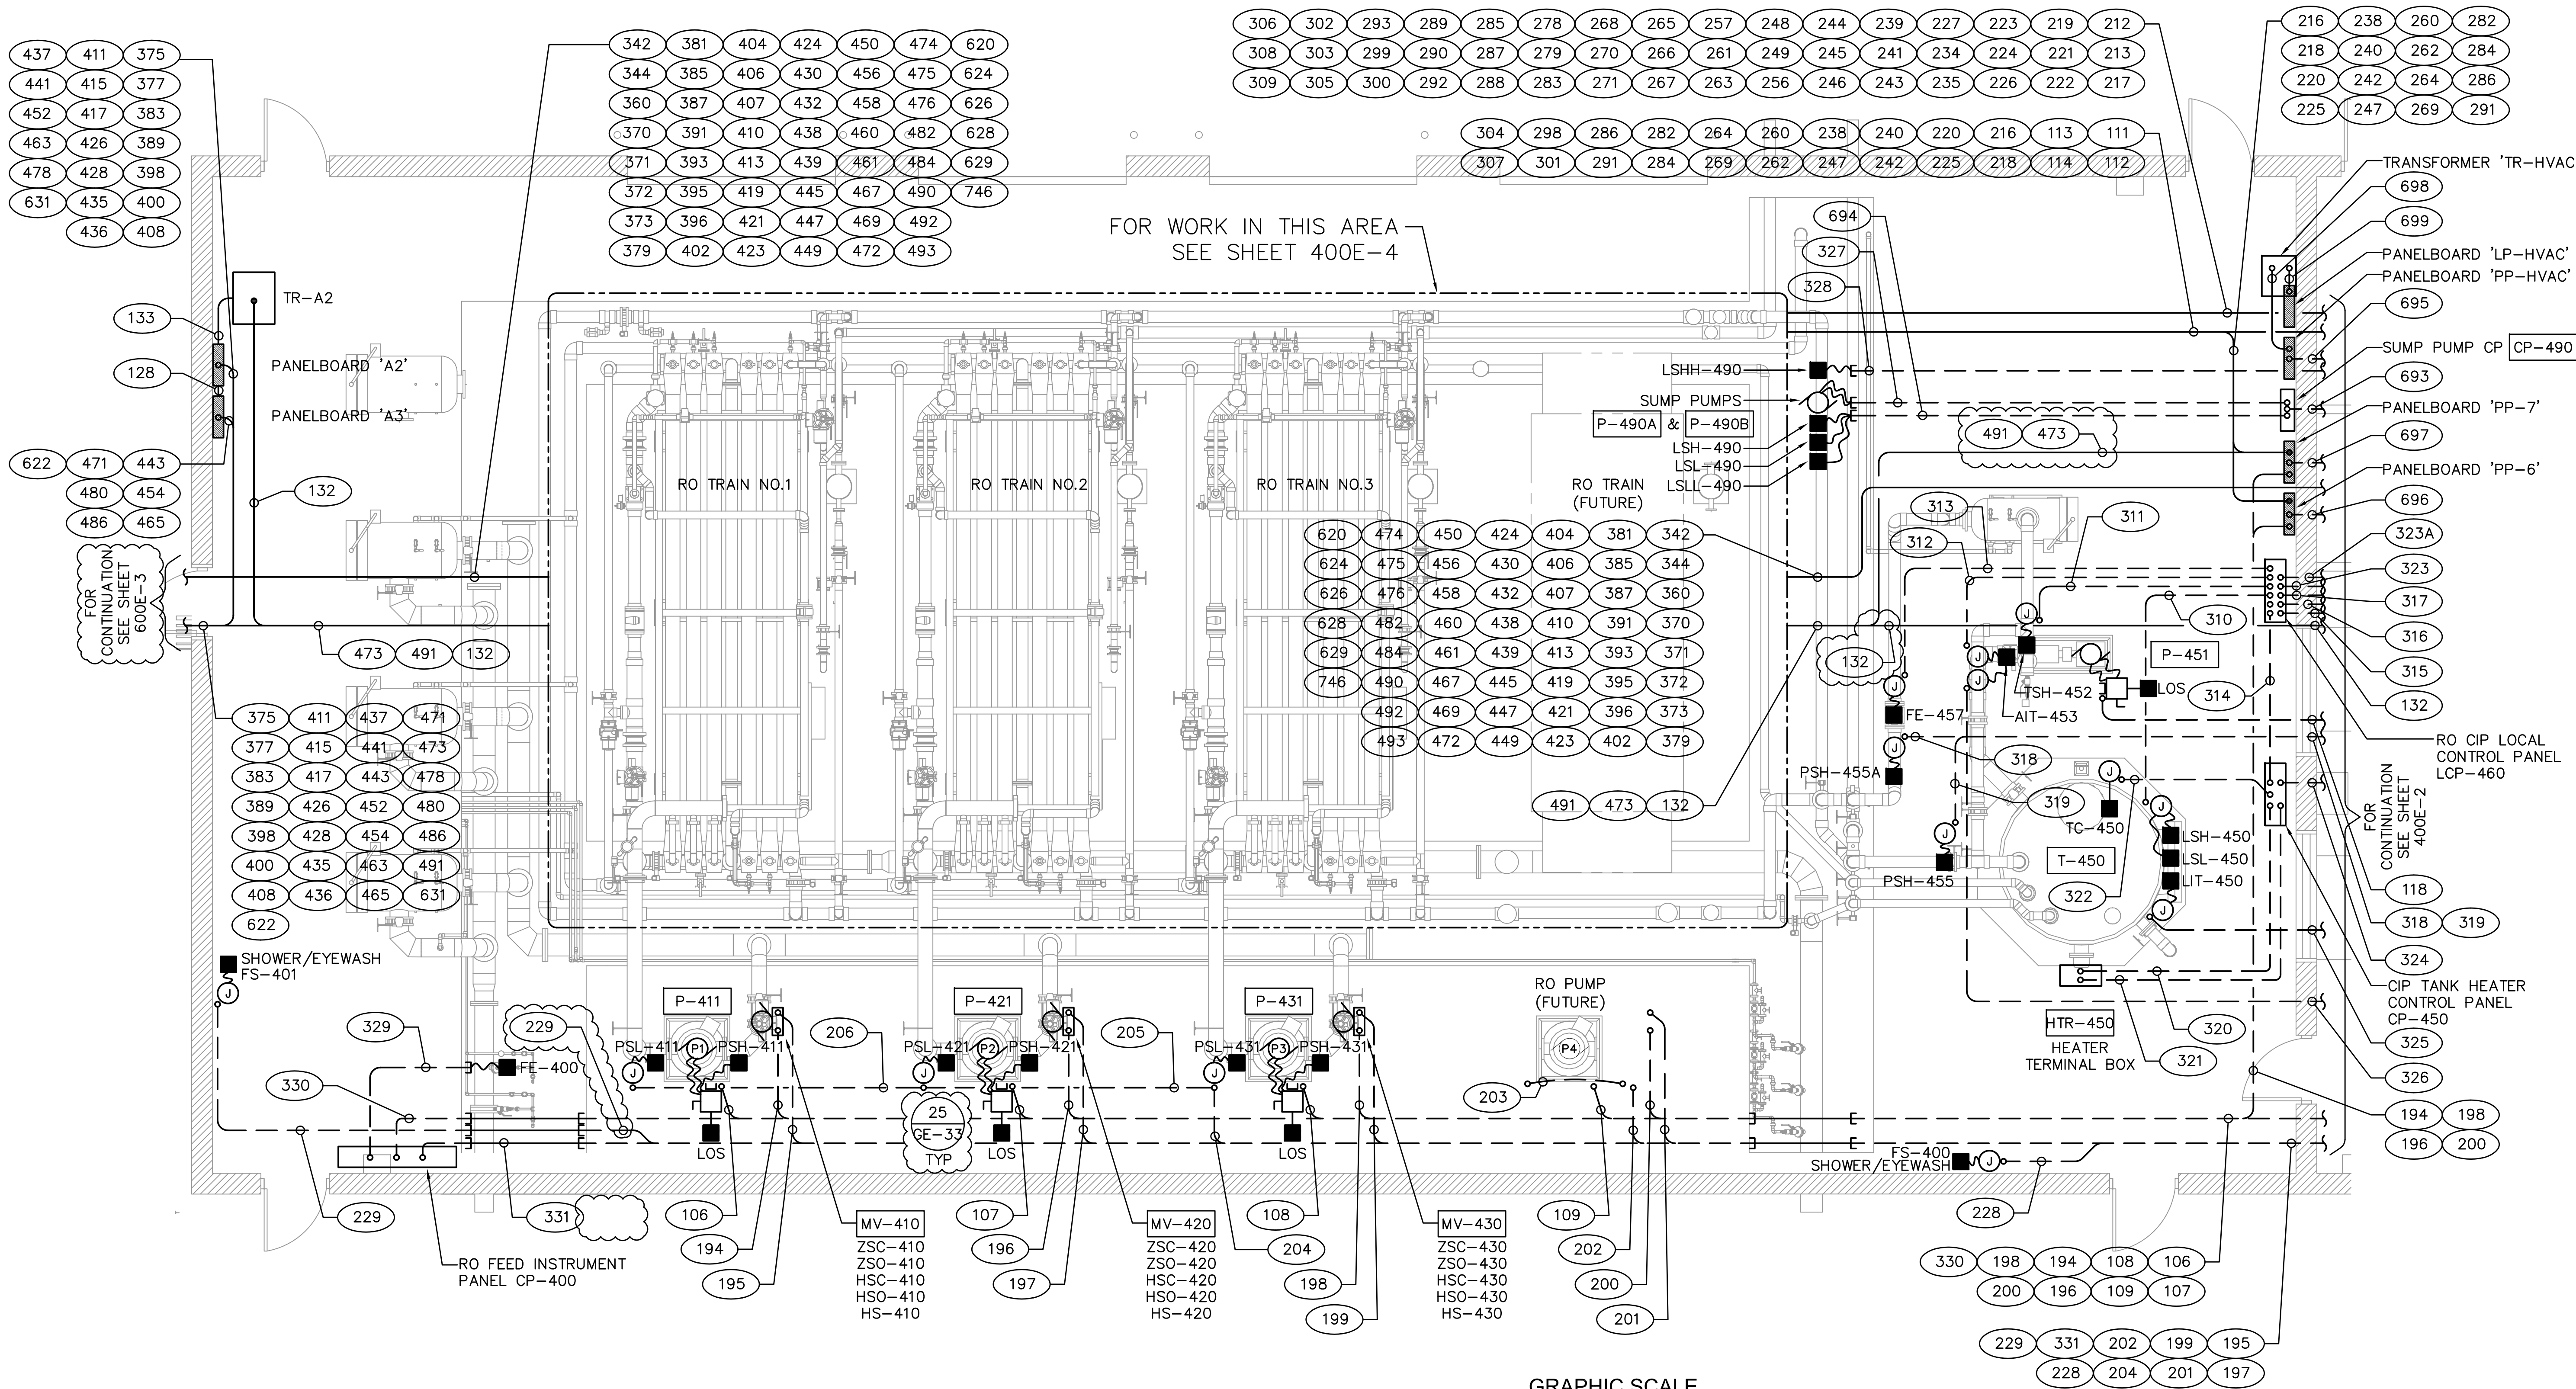 306 302 293 289 285 278 268 265 257 248 244 239 227 223 219 212
308 303 299 290 287 279 270 266 261 249 245 241 234 224 221 213
309 305 300 292 288 283 271 267 263 256 246 243 235 226 222 217
216 238 260 282
218 240 262 284
220 242 264 286
225 247 269 291
437 411 375
441 415 377
452 417 383
463 426 389
478 428 398
631 435 400
436 408
342 381 404 424 450 474 620
344 385 406 430 456 475 624
360 387 407 432 458 476 626
370 391 410 438 460 482 628
371 393 413 439 461 484 629
372 395 419 445 467 490 746
373 396 421 447 469 492
379 402 423 449 472 493
304 298 286 282 264 260 238 240 220 216 113 111
307 301 291 284 269 262 247 242 225 218 114 112
FOR WORK IN THIS AREA
SEE SHEET 400E-4
694
327
328
TRANSFORMER 'TR-HVAC
698
699
PANELBOARD 'LP-HVAC'
PANELBOARD 'PP-HVAC'
695
SUMP PUMP CP CP-490
693
PANELBOARD 'PP-7'
697
PANELBOARD 'PP-6'
696
323A
323
317
316
315
132
RO CIP LOCAL
CONTROL PANEL
LCP-460
TR-A2
133
PANELBOARD 'A2'
128
PANELBOARD 'A3'
622 471 443
480 454
486 465
132
FOR
CONTINUATION
SEE SHEET
600E-3
473 491 132
LSHH-490
SUMP PUMPS
P-490A & P-490B
LSH-490
LSL-490
LSLL-490
491 473
RO TRAIN NO.1
RO TRAIN NO.2
RO TRAIN NO.3
RO TRAIN
(FUTURE)
620 474 450 424 404 381 342
624 475 456 430 406 385 344
626 476 458 432 407 387 360
628 482 460 438 410 391 370
629 484 461 439 413 393 371
746 490 467 445 419 395 372
492 469 447 421 396 373
493 472 449 423 402 379
491 473 132
313
312
311
310
132
P-451
J
J
J
J
TSH-452
LOS
314
AIT-453
FE-457
J
318
PSH-455A
319
J
TC-450
J
J
LSH-450
LSL-450
T-450
LIT-450
PSH-455
322
J
FOR
CONTINUATION
SEE SHEET
400E-2
118
318 319
324
CIP TANK HEATER
CONTROL PANEL
CP-450
325
326
194 198
196 200
HTR-450
HEATER
TERMINAL BOX
320
321
375 411 437 471
377 415 441 473
383 417 443 478
389 426 452 480
398 428 454 486
400 435 463 491
408 436 465 631
622
SHOWER/EYEWASH
FS-401
J
329
229
330
FE-400
P-411
PSL-411
P1
PSH-411
J
206
P-421
PSL-421
P2
PSH-421
J
205
P-431
PSL-431
P3
PSH-431
J
RO PUMP
(FUTURE)
P4
203
25
GE-33
TYP
LOS
LOS
LOS
FS-400
SHOWER/EYEWASH
J
228
229
331
RO FEED INSTRUMENT
PANEL CP-400
106
194
195
MV-410
ZSC-410
ZSO-410
HSC-410
HSO-410
HS-410
107
196
197
MV-420
ZSC-420
ZSO-420
HSC-420
HSO-420
HS-420
204
108
198
199
MV-430
ZSC-430
ZSO-430
HSC-430
HSO-430
HS-430
109
202
200
201
330 198 194 108 106
200 196 109 107
229 331 202 199 195
228 204 201 197
GRAPHIC SCALE